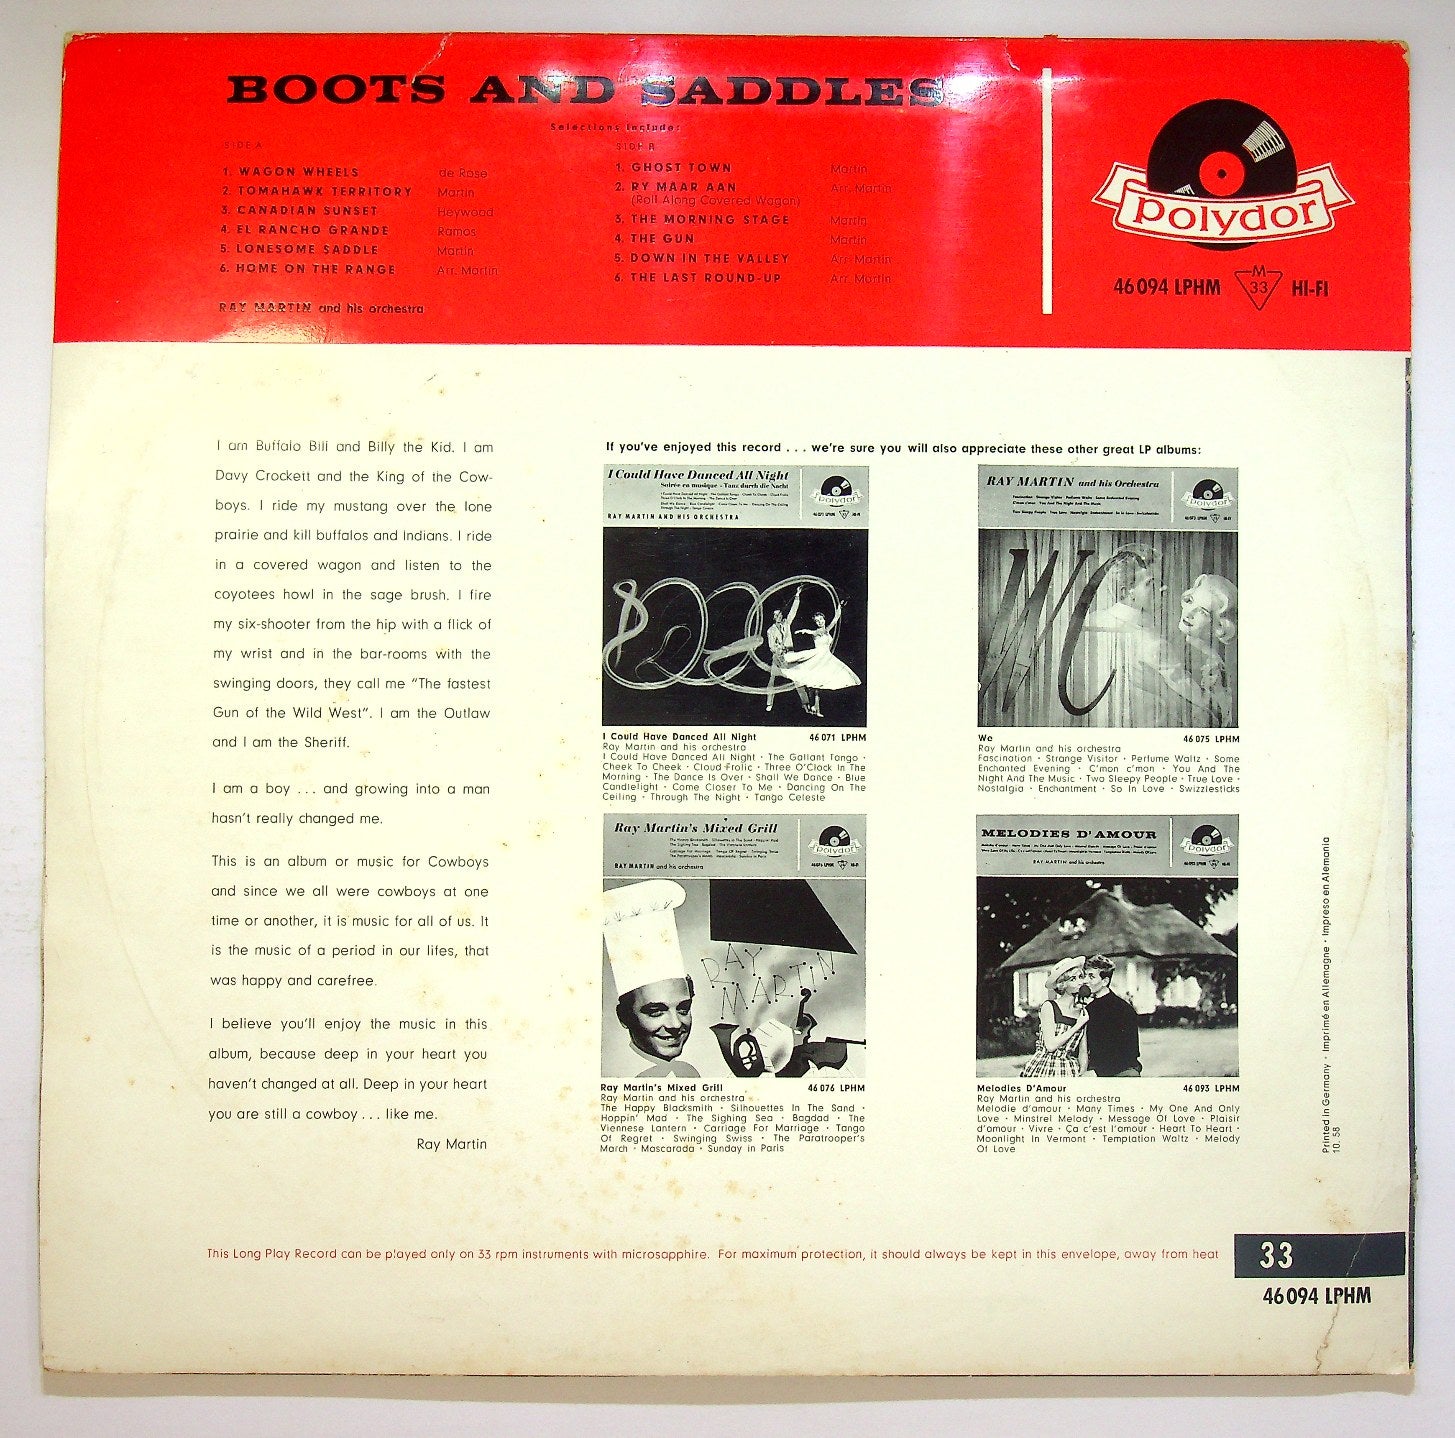 BOOTS AND SADDLES
Selections Include:
SIDE A
1. WAGON WHEELS de Rose
2. TOMAHAWK TERRITORY Martin
3. CANADIAN SUNSET Heywood
4. EL RANCHO GRANDE Ramos
5. LONESOME SADDLE Martin
6. HOME ON THE RANGE Arr. Martin
RAY MARTIN and his orchestra
SIDE B
1. GHOST TOWN Martin
2. RY MAAR AAN Arr. Martin
(Roll Along Covered Wagon)
3. THE MORNING STAGE Martin
4. THE GUN Martin
5. DOWN IN THE VALLEY Arr. Martin
6. THE LAST ROUND-UP Arr. Martin
polydor
46 094 LPHM M 33 HI-FI
I am Buffalo Bill and Billy the Kid. I am
Davy Crockett and the King of the Cow-
boys. I ride my mustang over the lone
prairie and kill buffalos and Indians. I ride
in a covered wagon and listen to the
coyotees howl in the sage brush. I fire
my six-shooter from the hip with a flick of
my wrist and in the bar-rooms with the
swinging doors, they call me "The fastest
Gun of the Wild West". I am the Outlaw
and I am the Sheriff.
I am a boy ... and growing into a man
hasn't really changed me.
This is an album or music for Cowboys
and since we all were cowboys at one
time or another, it is music for all of us. It
is the music of a period in our lifes, that
was happy and carefree.
I believe you'll enjoy the music in this
album, because deep in your heart you
haven't changed at all. Deep in your heart
you are still a cowboy ... like me.
Ray Martin
If you've enjoyed this record ... we're sure you will also appreciate these other great LP albums:
I Could Have Danced All Night
Soirée en musique - Tanz durch die Nacht
RAY MARTIN AND HIS ORCHESTRA
polydor
I Could Have Danced All Night 46 071 LPHM
Ray Martin and his orchestra
I Could Have Danced All Night · The Gallant Tango ·
Cheek To Cheek · Cloud Frolic · Three O'Clock In The
Morning · The Dance Is Over · Shall We Dance · Blue
Candlelight · Come Closer To Me · Dancing On The
Ceiling · Through The Night · Tango Celeste
RAY MARTIN and his Orchestra
polydor
WE
We 46 075 LPHM
Ray Martin and his orchestra
Fascination · Strange Visitor · Perfume Waltz · Some
Enchanted Evening · C'mon c'mon · You And The
Night And The Music · Two Sleepy People · True Love ·
Nostalgia · Enchantment · So In Love · Swizzlesticks
Ray Martin's Mixed Grill
RAY MARTIN and his orchestra
polydor
RAY MARTIN
Ray Martin's Mixed Grill 46 076 LPHM
Ray Martin and his orchestra
The Happy Blacksmith · Silhouettes In The Sand ·
Hoppin' Mad · The Sighing Sea · Bagdad · The
Viennese Lantern · Carriage For Marriage · Tango
Of Regret · Swinging Swiss · The Paratrooper's
March · Mascarada · Sunday in Paris
MELODIES D'AMOUR
RAY MARTIN and his orchestra
polydor
Melodies D'Amour 46 093 LPHM
Ray Martin and his orchestra
Melodie d'amour · Many Times · My One And Only
Love · Minstrel Melody · Message Of Love · Plaisir
d'amour · Vivre · Ça c'est l'amour · Heart To Heart ·
Moonlight In Vermont · Temptation Waltz · Melody
Of Love
Printed in Germany · Imprimé en Allemagne · Impreso en Alemania
10. 58
This Long Play Record can be played only on 33 rpm instruments with microsapphire. For maximum protection, it should always be kept in this envelope, away from heat
33
46 094 LPHM